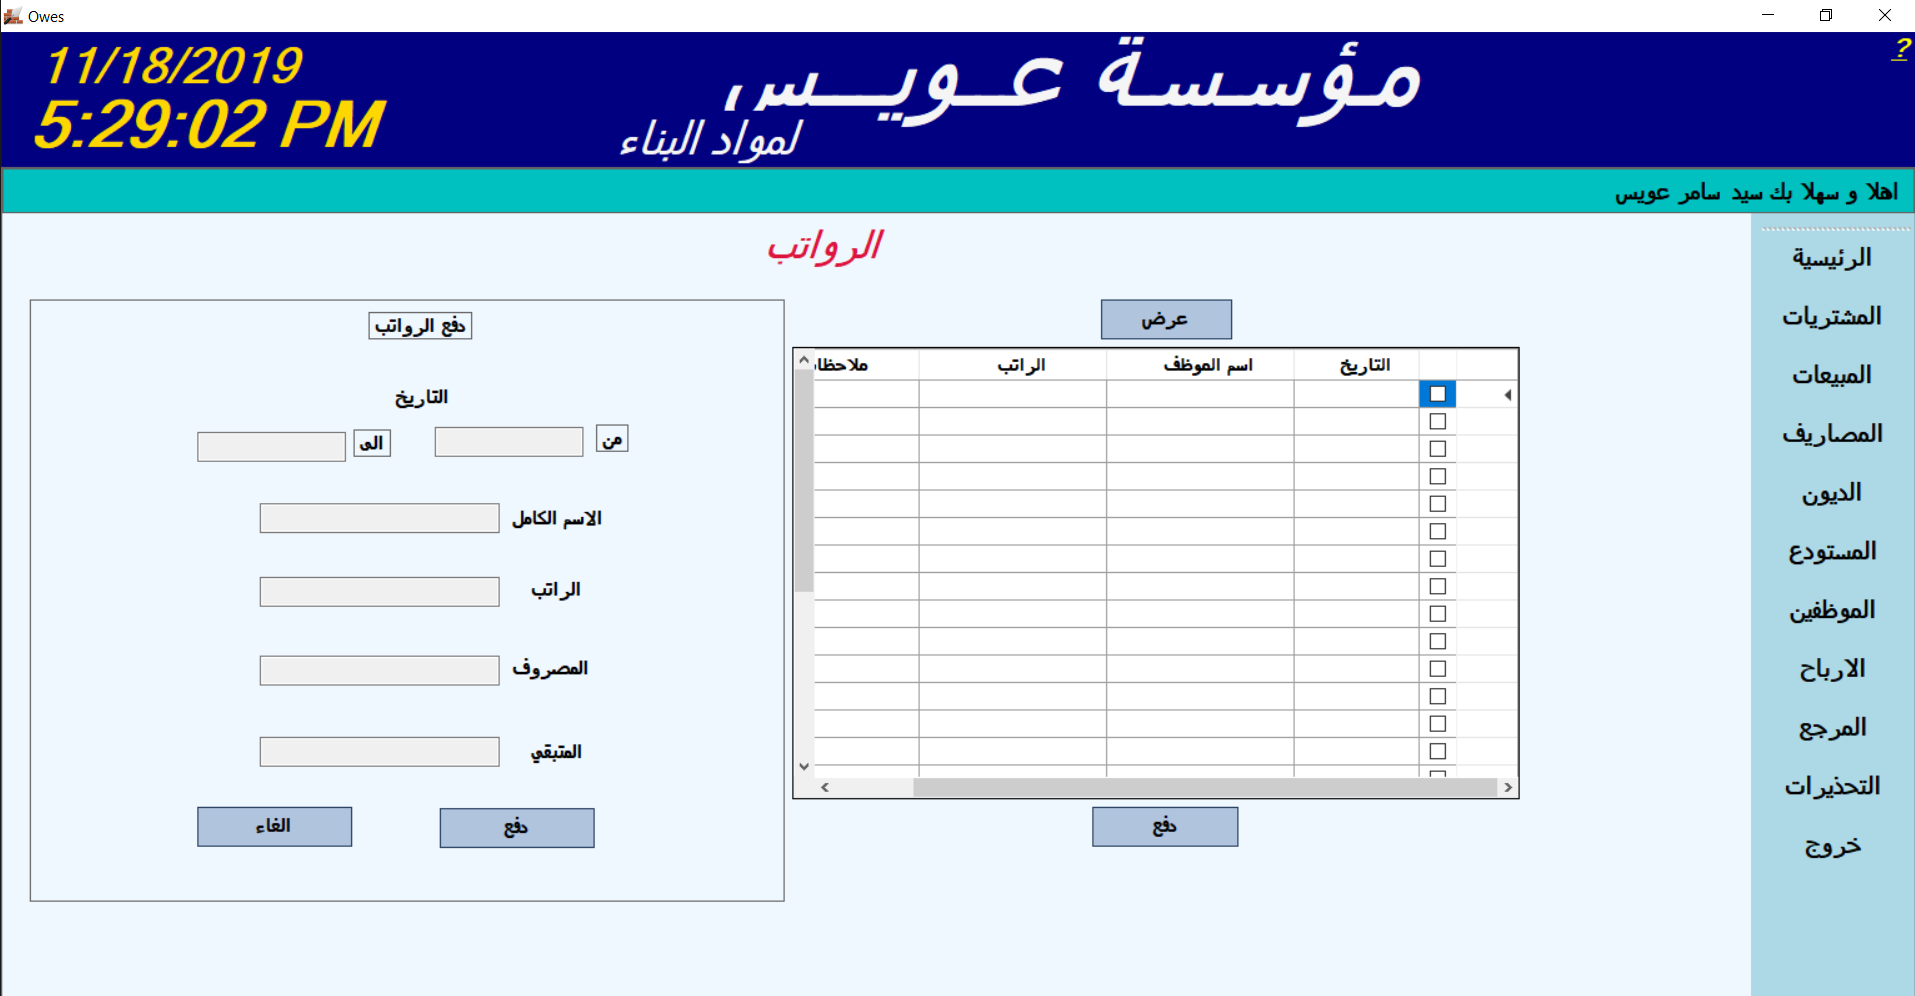 Owes
11/18/2019
5:29:02 PM
?
مؤسسة عويس
لمواد البناء
اهلا و سهلا بك سيد سامر عويس
الرئيسية
المشتريات
المبيعات
المصاريف
الديون
المستودع
الموظفين
الارباح
المرجع
التحذيرات
خروج
الرواتب
عرض
التاريخ اسم الموظف الراتب
دفع
دفع الرواتب
التاريخ
من الى
الاسم الكامل
الراتب
المصروف
المتبقي
دفع الغاء